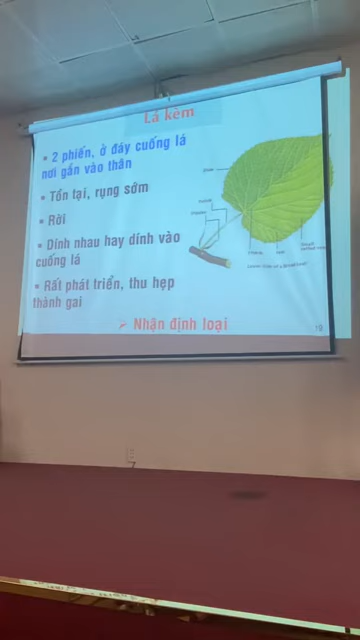 Lá kèm
▪ 2 phiến, ở đáy cuống lá
nơi gắn vào thân
▪ Tồn tại, rụng sớm
▪ Rời
▪ Dính nhau hay dính vào
cuống lá
▪ Rất phát triển, thu hẹp
thành gai
➢ Nhận định loại
19